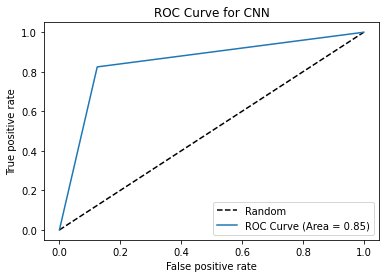 ROC Curve for CNN
True positive rate
1.0
0.8
0.6
0.4
0.2
0.0
Random
ROC Curve (Area = 0.85)
0.0 0.2 0.4 0.6 0.8 1.0
False positive rate